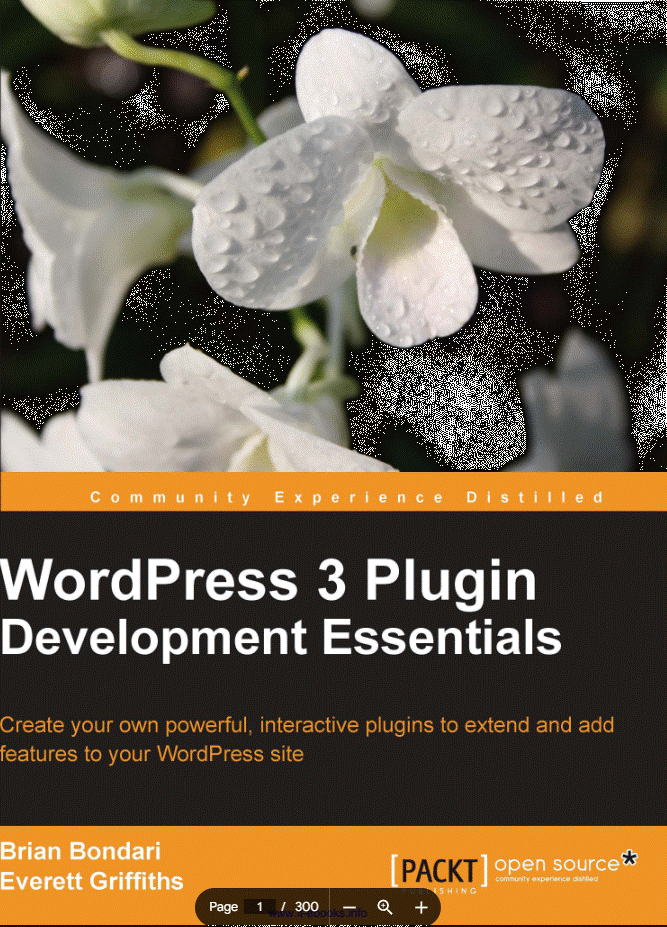 Community Experience Distilled
WordPress 3 Plugin
Development Essentials
Create your own powerful, interactive plugins to extend and add
features to your WordPress site
Brian Bondari
Everett Griffiths
[PACKT]
PUBLISHING
open source*
community experience distilled
Page 1 / 300